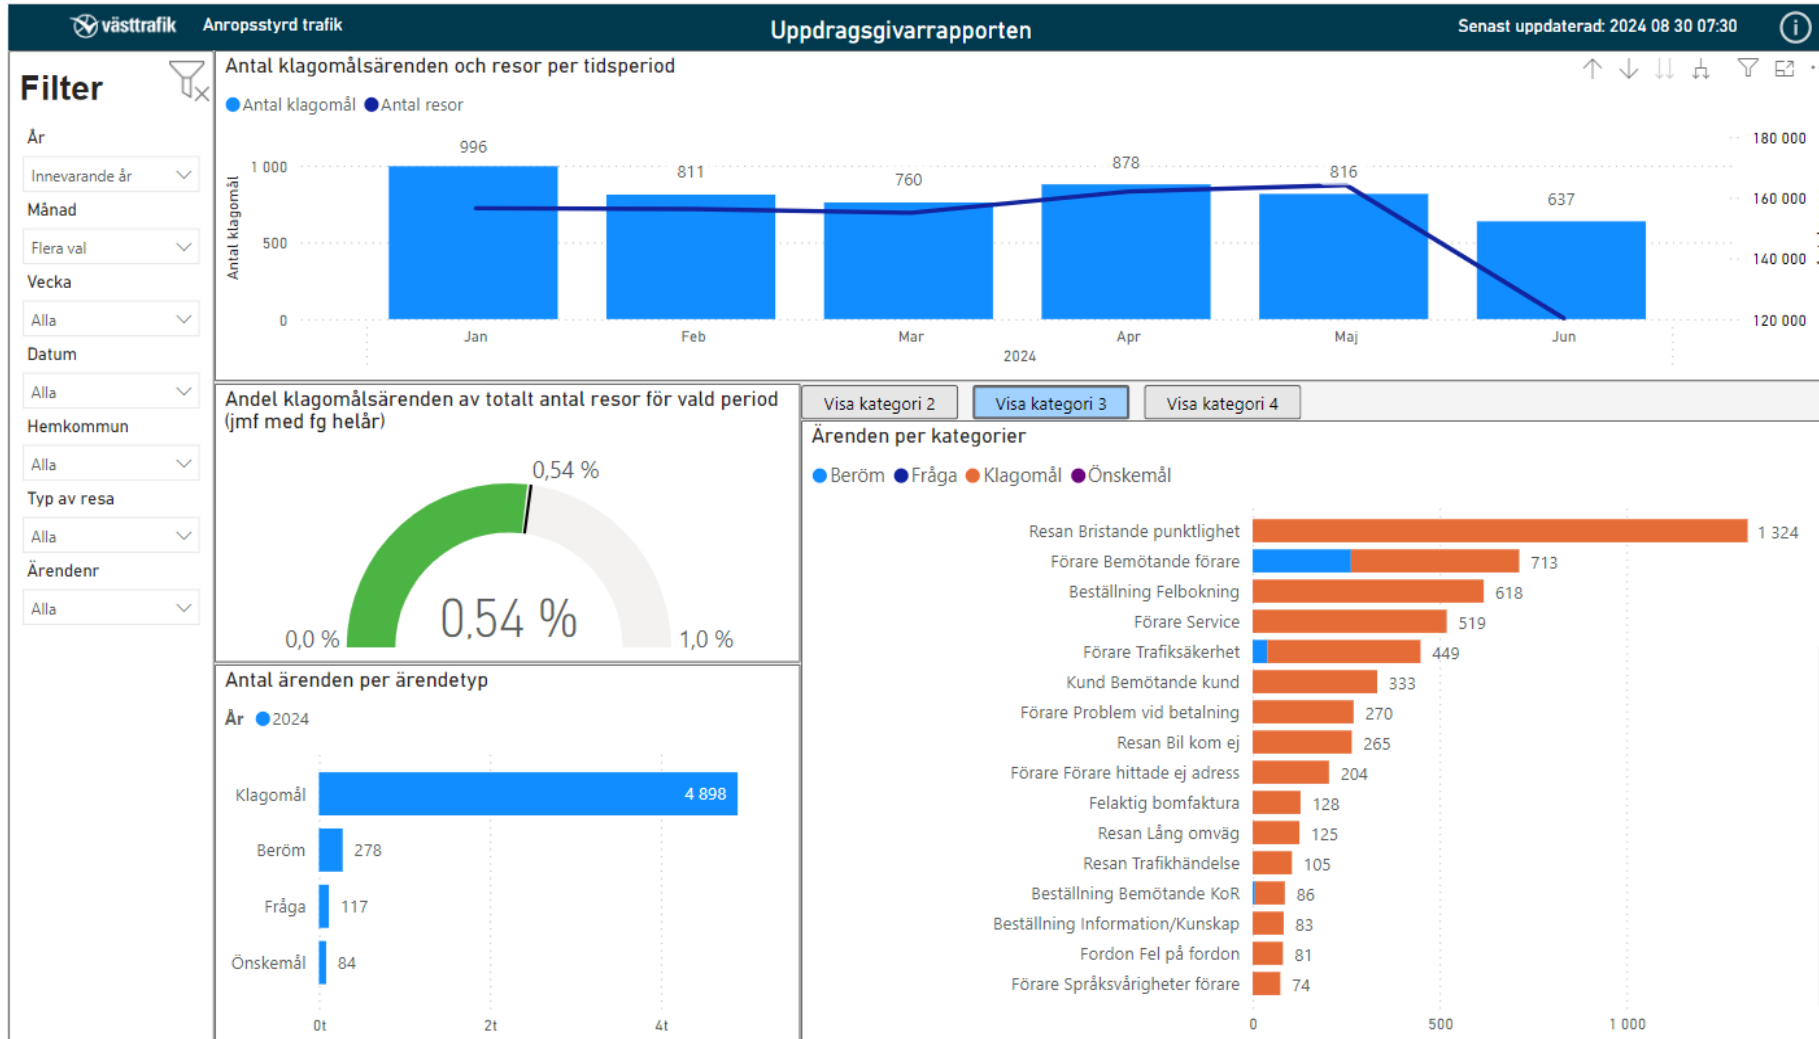 västtrafik Anropsstyrd trafik
Uppdragsgivarrapporten
Senast uppdaterad: 2024 08 30 07:30
Filter
År
Innevarande år
Månad
Flera val
Vecka
Alla
Datum
Alla
Hemkommun
Alla
Typ av resa
Alla
Ärendenr
Alla
Antal klagomålsärenden och resor per tidsperiod
Antal klagomål Antal resor
Antal klagomål
1 000
500
0
996
811
760
878
816
637
180 000
160 000
140 000
120 000
Jan Feb Mar Apr Maj Jun
2024
Andel klagomålsärenden av totalt antal resor för vald period
(jmf med fg helår)
0,54 %
0,54 %
0,0 %
1,0 %
Antal ärenden per ärendetyp
År 2024
Klagomål 4 898
Beröm 278
Fråga 117
Önskemål 84
0t 2t 4t
Visa kategori 2 Visa kategori 3 Visa kategori 4
Ärenden per kategorier
Beröm Fråga Klagomål Önskemål
Resan Bristande punktlighet 1 324
Förare Bemötande förare 713
Beställning Felbokning 618
Förare Service 519
Förare Trafiksäkerhet 449
Kund Bemötande kund 333
Förare Problem vid betalning 270
Resan Bil kom ej 265
Förare Förare hittade ej adress 204
Felaktig bomfaktura 128
Resan Lång omväg 125
Resan Trafikhändelse 105
Beställning Bemötande KoR 86
Beställning Information/Kunskap 83
Fordon Fel på fordon 81
Förare Språksvårigheter förare 74
0 500 1 000